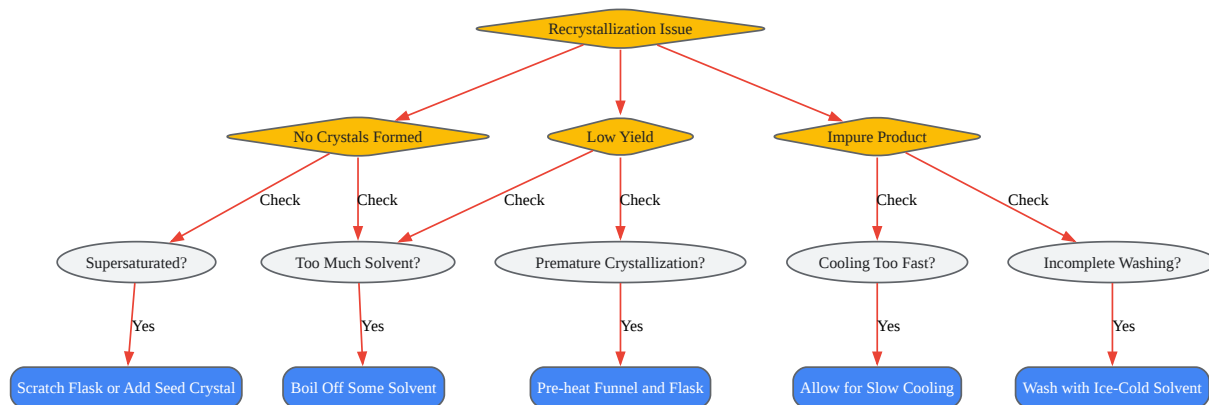 Recrystallization Issue
No Crystals Formed
Low Yield
Impure Product
Check
Check
Check
Check
Check
Check
Supersaturated?
Too Much Solvent?
Premature Crystallization?
Cooling Too Fast?
Incomplete Washing?
Yes
Yes
Yes
Yes
Yes
Scratch Flask or Add Seed Crystal
Boil Off Some Solvent
Pre-heat Funnel and Flask
Allow for Slow Cooling
Wash with Ice-Cold Solvent